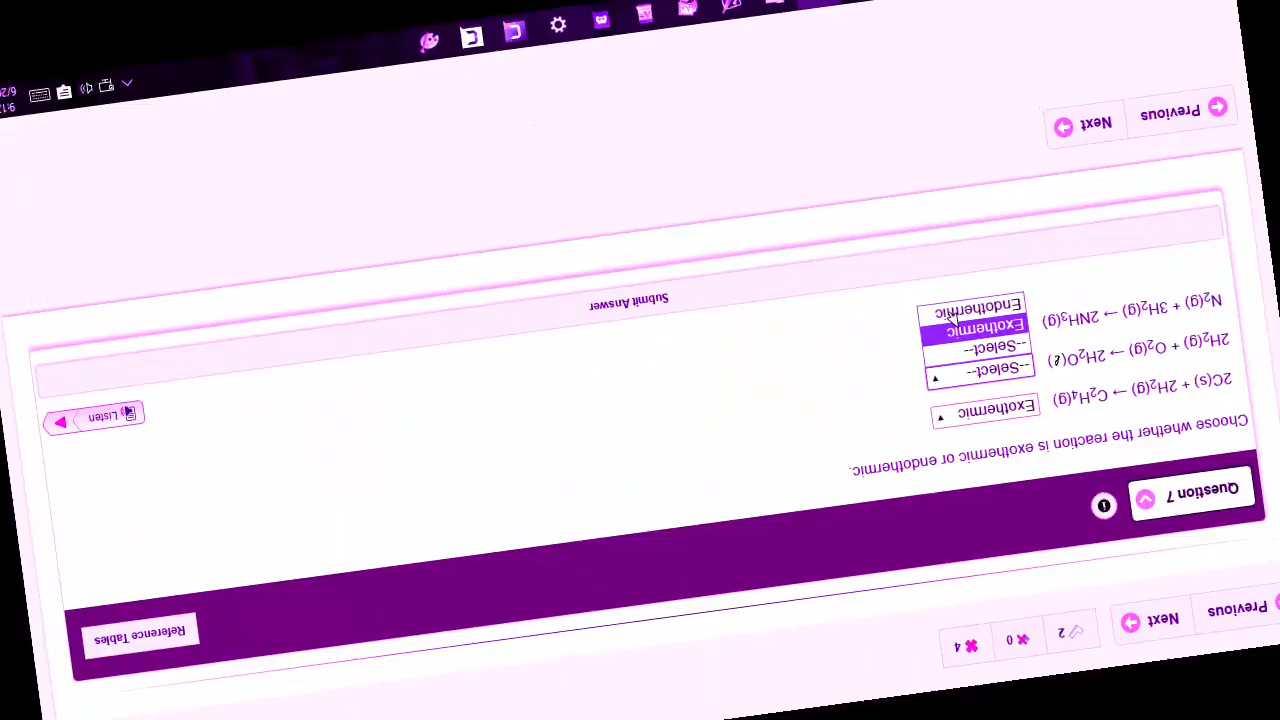 Previous
Next
2
0
4
Question 7
Reference Tables
Choose whether the reaction is exothermic or endothermic.
Listen
2C(s) + 2H₂(g) → C₂H₄(g)
Exothermic
2H₂(g) + O₂(g) → 2H₂O(ℓ)
--Select--
--Select--
Exothermic
Endothermic
N₂(g) + 3H₂(g) → 2NH₃(g)
Submit Answer
Previous
Next